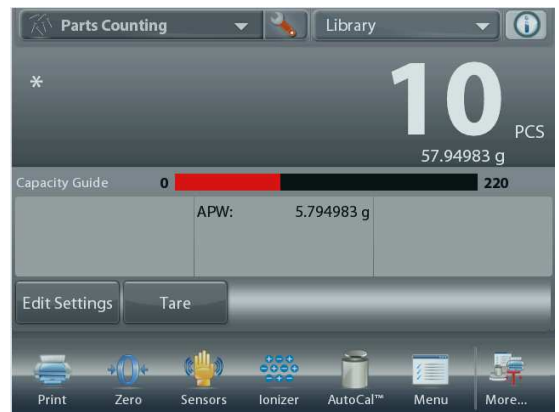 Parts Counting Library
*
10 PCS
57.94983 g
Capacity Guide 0 220
APW: 5.794983 g
Edit Settings Tare
Print Zero Sensors Ionizer AutoCal™ Menu More...